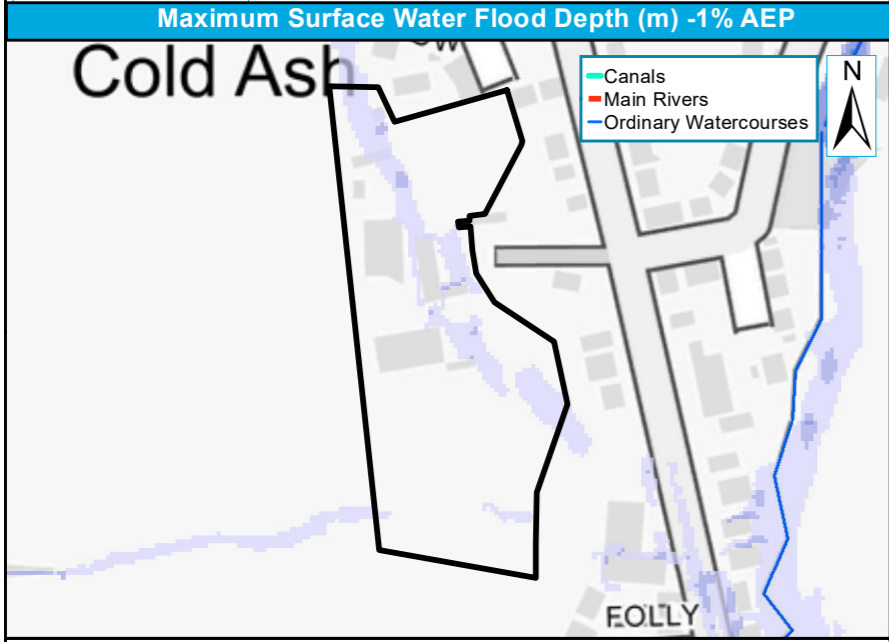 Maximum Surface Water Flood Depth (m) -1% AEP
Cold Ash
Canals
Main Rivers
Ordinary Watercourses
N
FOLLY